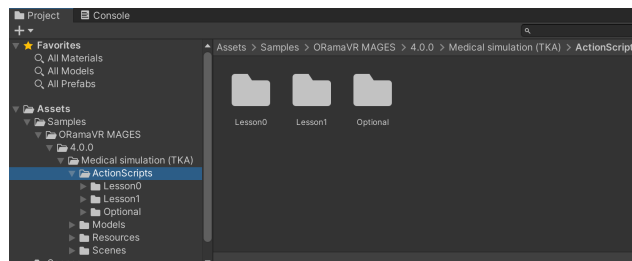 Project Console
Favorites
All Materials
All Models
All Prefabs
Assets
Samples
ORamaVR MAGES
4.0.0
Medical simulation (TKA)
ActionScripts
Lesson0
Lesson1
Optional
Models
Resources
Scenes
Assets > Samples > ORamaVR MAGES > 4.0.0 > Medical simulation (TKA) > ActionScript
Lesson0 Lesson1 Optional